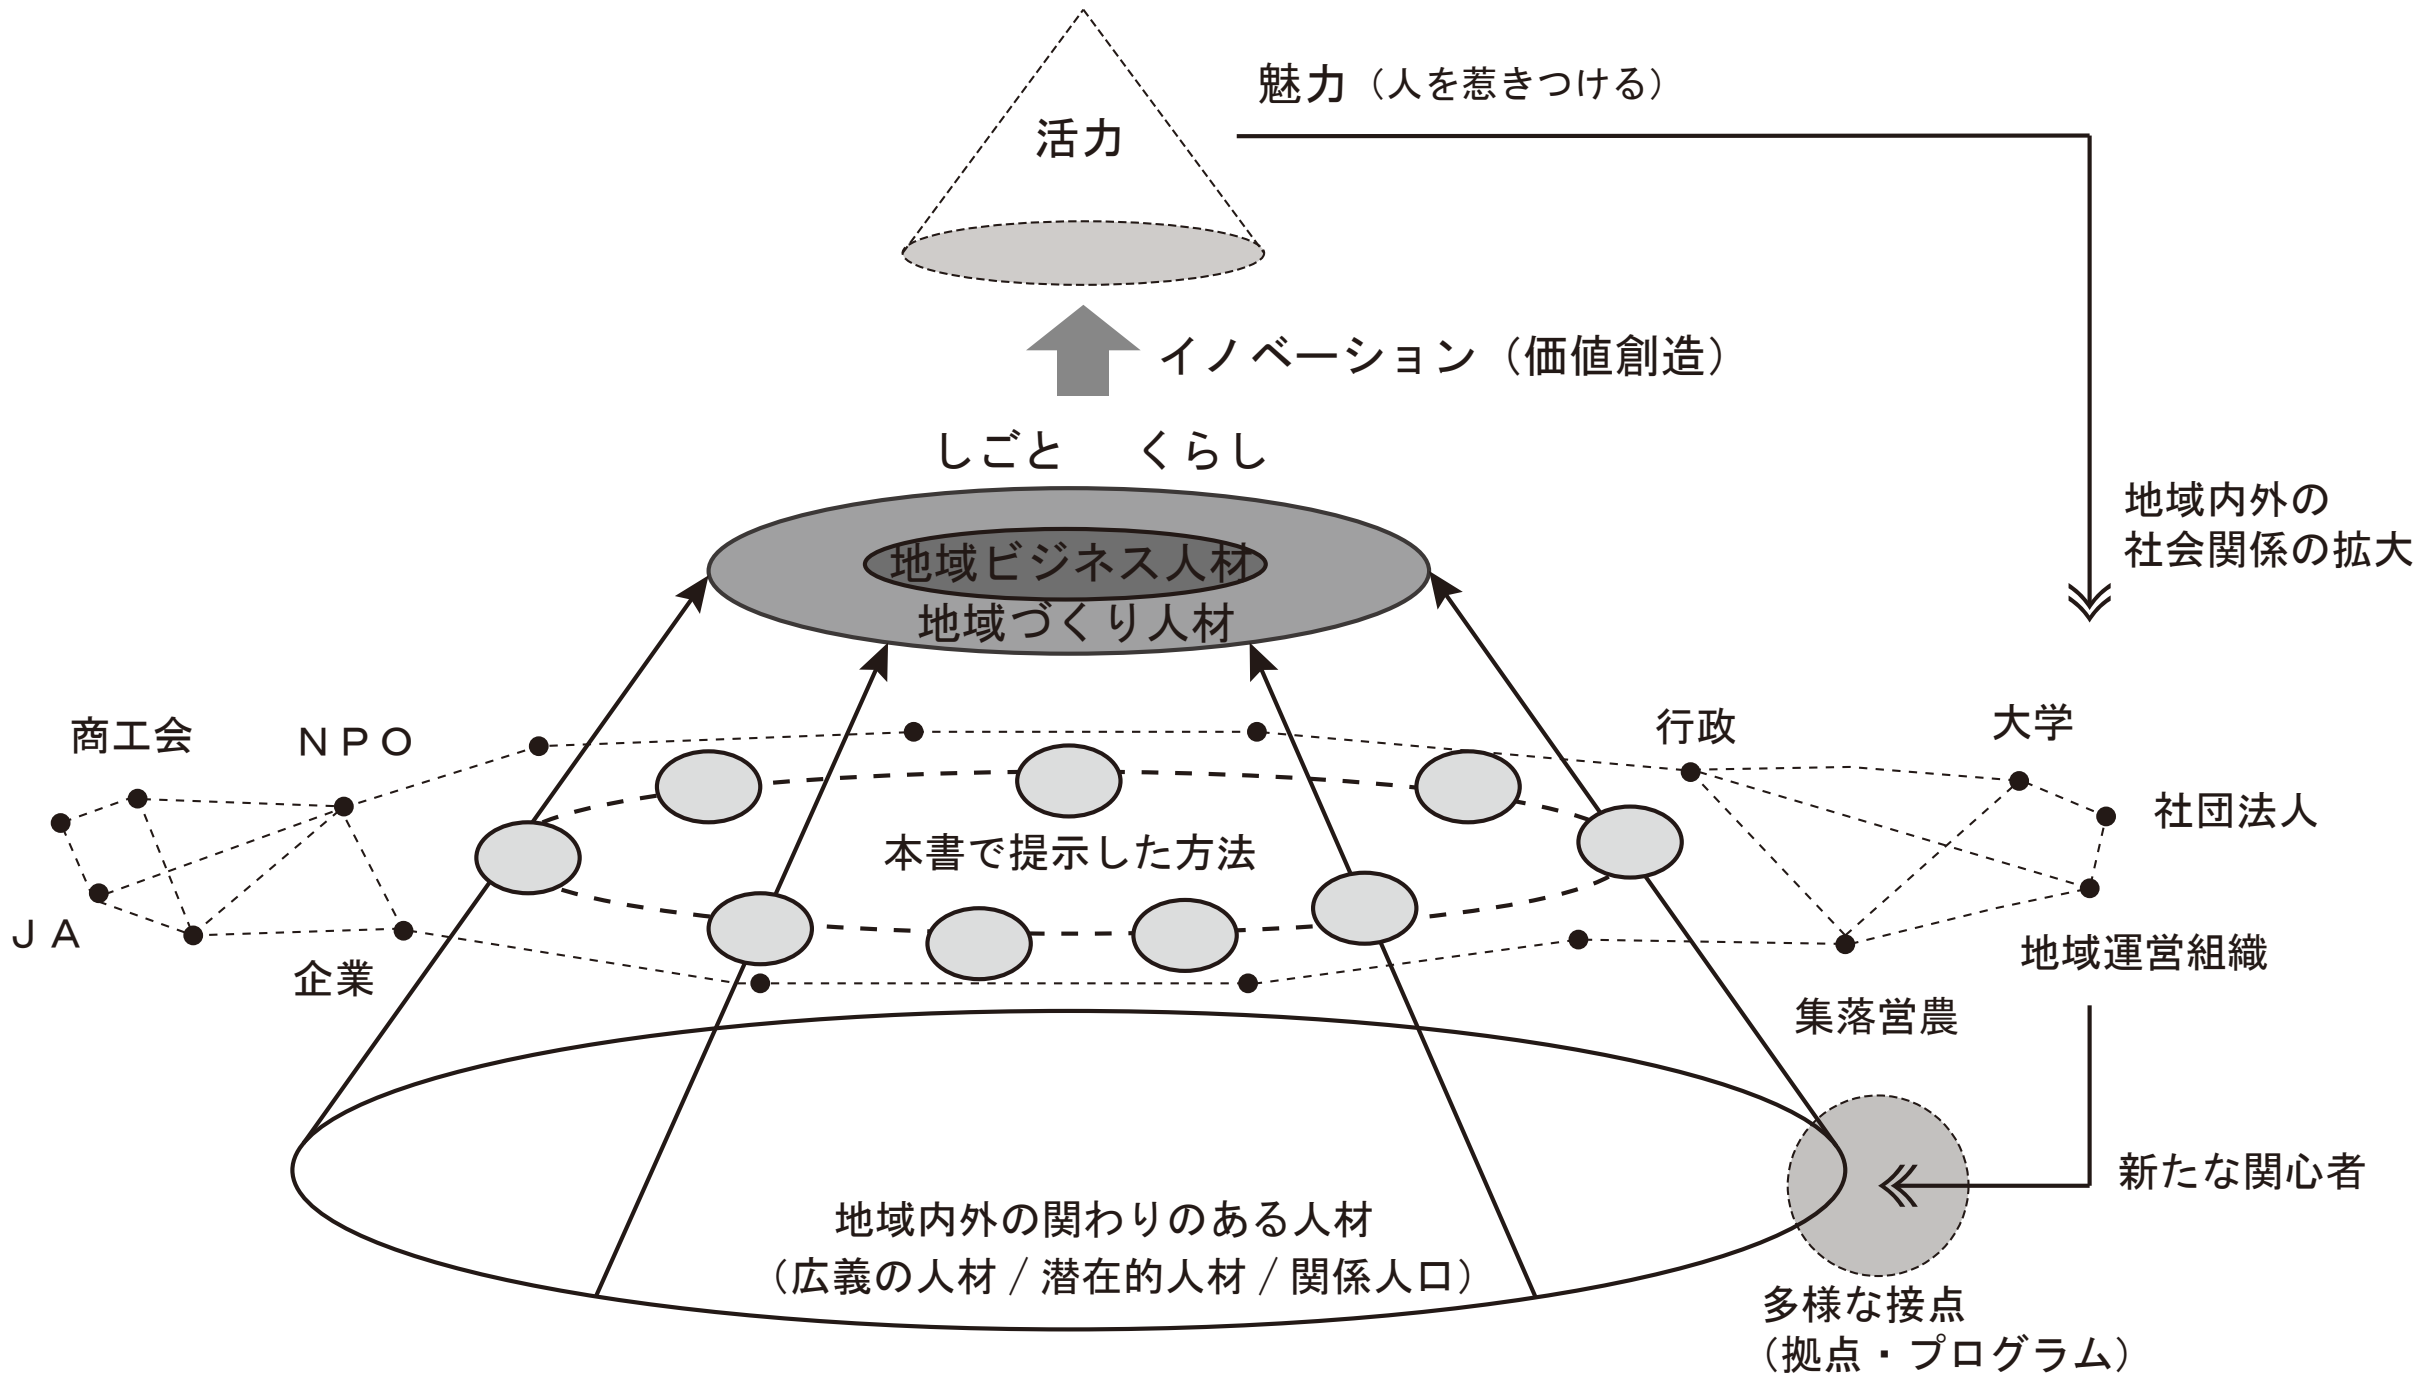 魅力（人を惹きつける）
活力
イノベーション（価値創造）
しごと　くらし
地域内外の
社会関係の拡大
地域ビジネス人材
地域づくり人材
商工会
ＮＰＯ
行政
大学
社団法人
本書で提示した方法
ＪＡ
企業
地域運営組織
集落営農
新たな関心者
地域内外の関わりのある人材
（広義の人材 / 潜在的人材 / 関係人口）
多様な接点
（拠点・プログラム）